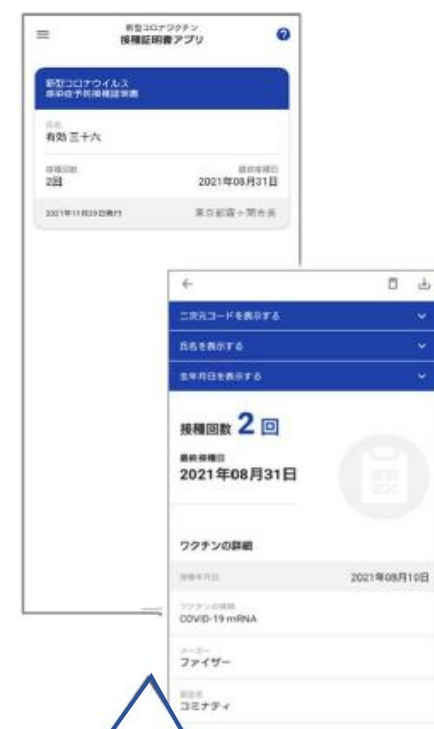 新型コロナワクチン
接種証明書アプリ
新型コロナウイルス
感染症予防接種証明書
氏名
有効 三十六
接種回数
最終接種日
2回
2021年08月31日
2021年11月29日発行
東京都霞ヶ関市長
二次元コードを表示する
氏名を表示する
生年月日を表示する
接種回数 2 回
最終接種日
2021年08月31日
ワクチンの詳細
接種年月日
2021年08月10日
ワクチンの種類
COVID-19 mRNA
メーカー
ファイザー
製品名
コミナティ